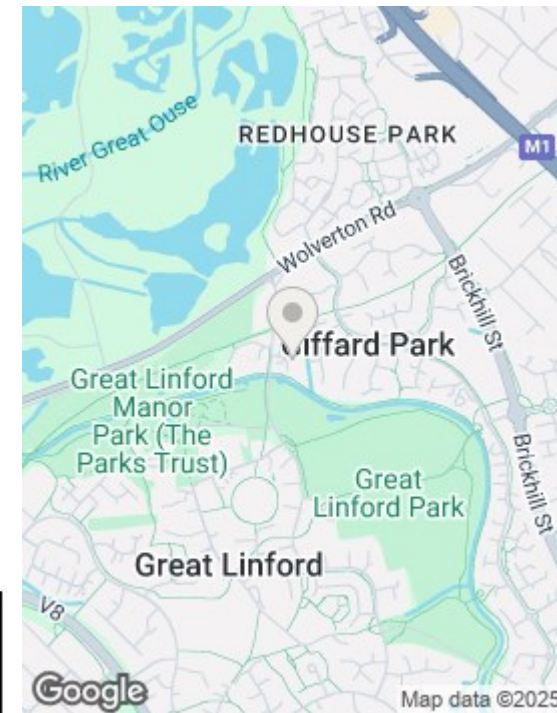 REDHOUSE PARK
M1
River Great Ouse
Wolverton Rd
Brickhill St
Giffard Park
Great Linford
Manor
Park (The
Parks Trust)
Great
Linford Park
Brickhill St
Great Linford
V8
Google
Map data ©2025